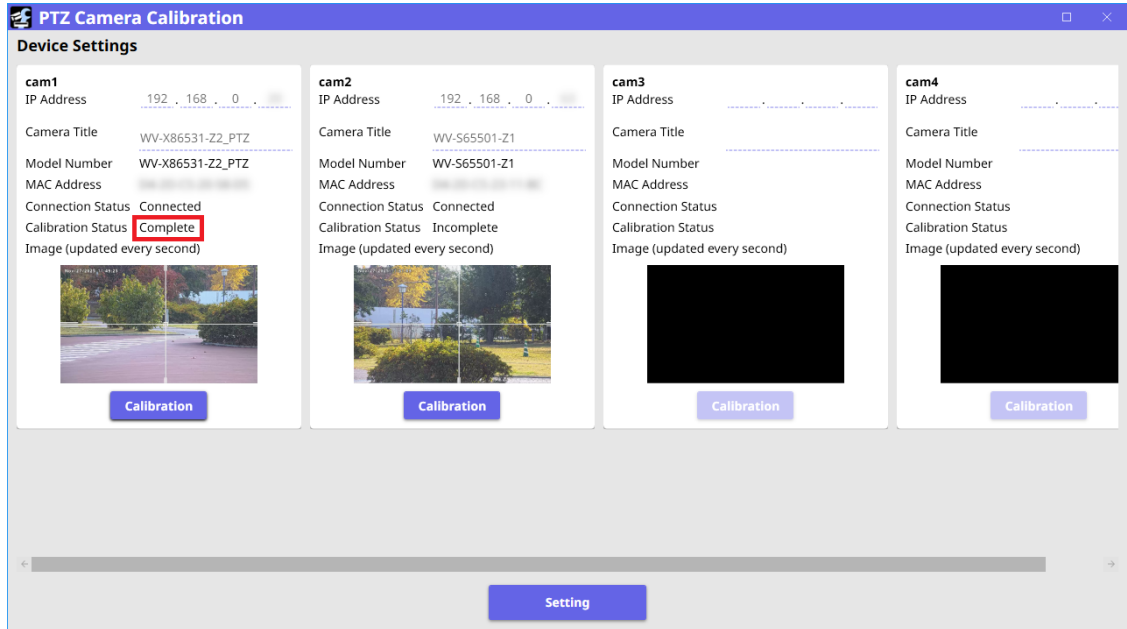 PTZ Camera Calibration
Device Settings
cam1
IP Address 192 . 168 . 0 .
Camera Title WV-X86531-Z2_PTZ
Model Number WV-X86531-Z2_PTZ
MAC Address
Connection Status Connected
Calibration Status Complete
Image (updated every second)
Calibration
cam2
IP Address 192 . 168 . 0 .
Camera Title WV-S65501-Z1
Model Number WV-S65501-Z1
MAC Address
Connection Status Connected
Calibration Status Incomplete
Image (updated every second)
Calibration
cam3
IP Address . . .
Camera Title
Model Number
MAC Address
Connection Status
Calibration Status
Image (updated every second)
Calibration
cam4
IP Address . .
Camera Title
Model Number
MAC Address
Connection Status
Calibration Status
Image (updated every second)
Calibration
Setting